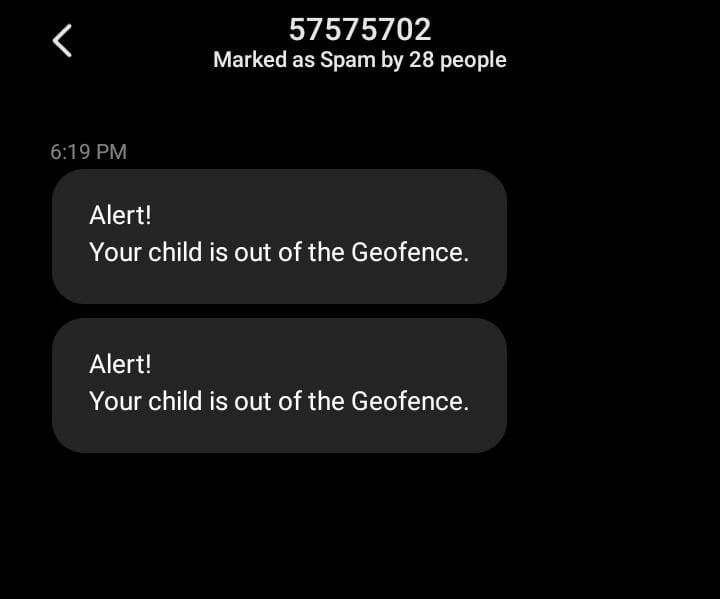 57575702
Marked as Spam by 28 people
6:19 PM
Alert!
Your child is out of the Geofence.
Alert!
Your child is out of the Geofence.